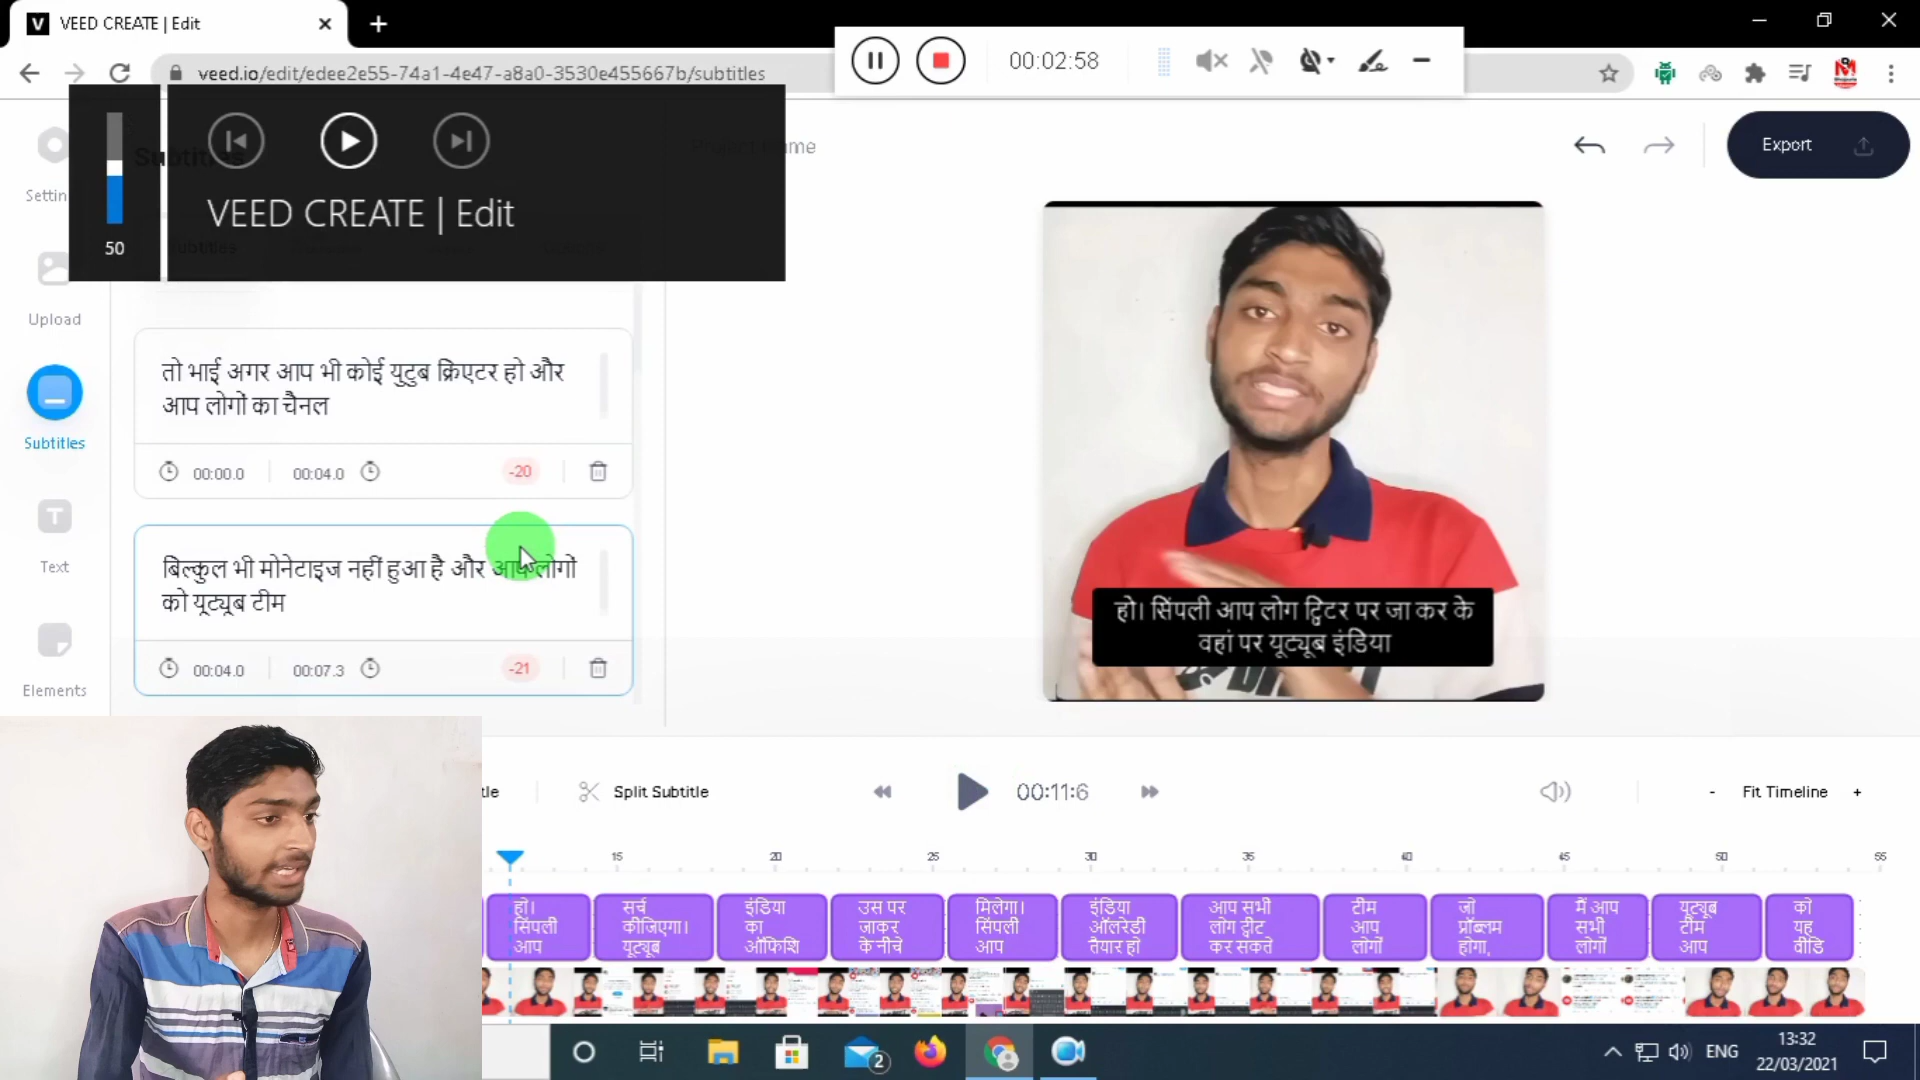 VEED CREATE | Edit
veed.io/edit/edee2e55-74a1-4e47-a8a0-3530e455667b/subtitles
00:02:58
50
VEED CREATE | Edit
Subtitles
Export
Upload
Subtitles
Text
Elements
तो भाई अगर आप भी कोई युटुब क्रिएटर हो और
आप लोगों का चैनल
00:00.0
00:04.0
-20
बिल्कुल भी मोनेटाइज नहीं हुआ है और आप लोगों
को यूट्यूब टीम
00:04.0
00:07.3
-21
हो। सिंपली आप लोग ट्विटर पर जा कर के
वहां पर यूट्यूब इंडिया
Split Subtitle
00:11:6
- Fit Timeline +
15 20 25 30 35 40 45 50 55
हो।
सिंपली
आप
सर्च
कीजिएगा।
यूट्यूब
इंडिया
का
ऑफिशि
उस पर
जाकर
के नीचे
मिलेगा।
सिंपली
आप
इंडिया
ऑलरेडी
तैयार हो
आप सभी
लोग ट्वीट
कर सकते
टीम
आप
लोगों
जो
प्रॉब्लम
होगा,
मैं आप
सभी
लोगों
यूट्यूब
टीम
आप
को
यह
वीडि
2
ENG
13:32
22/03/2021